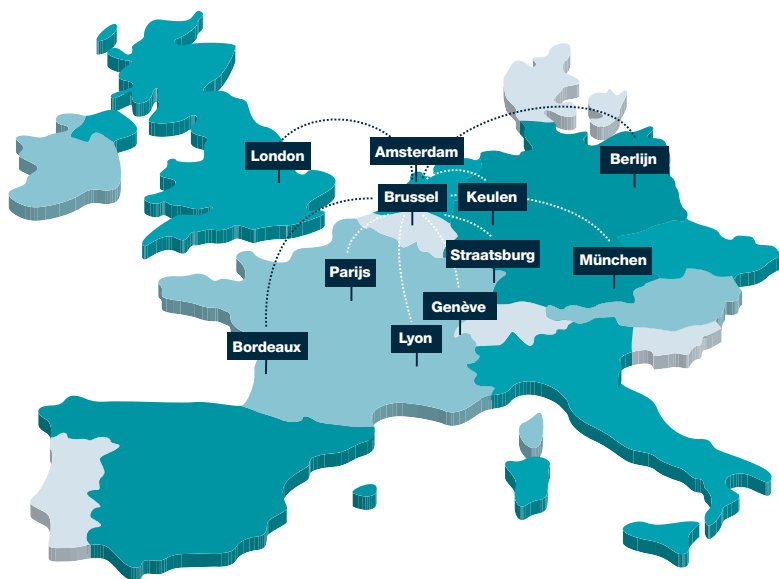 London
Amsterdam
Berlijn
Brussel
Keulen
Straatsburg
München
Parijs
Genève
Lyon
Bordeaux